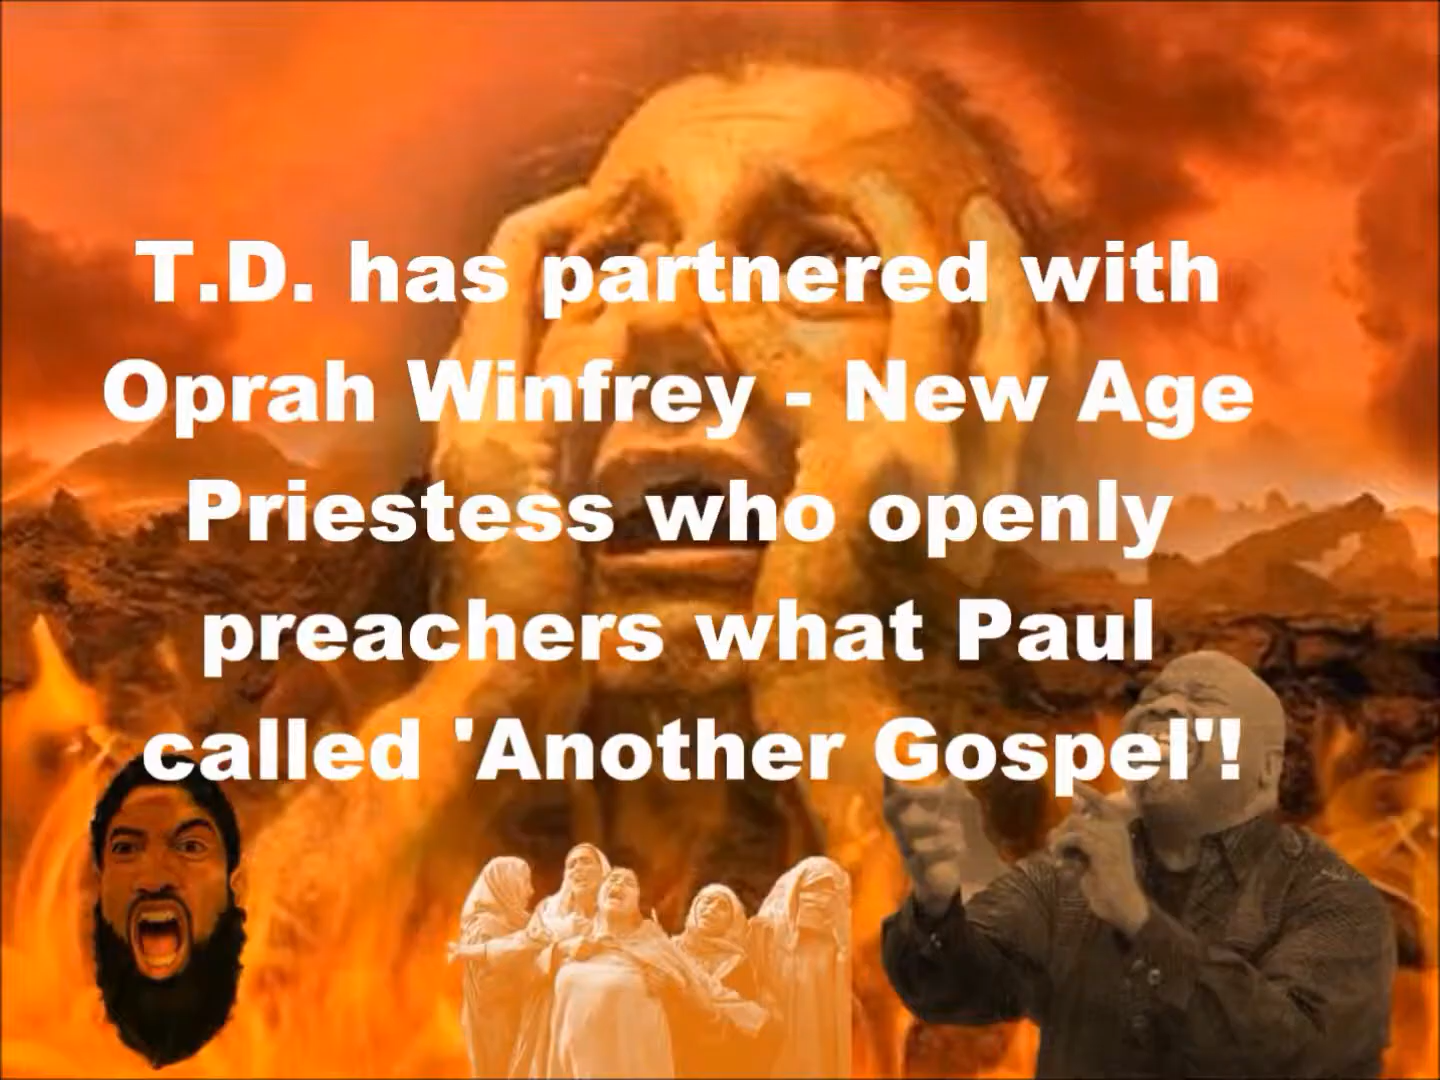 T.D. has partnered with
Oprah Winfrey - New Age
Priestess who openly
preachers what Paul
called 'Another Gospel'!